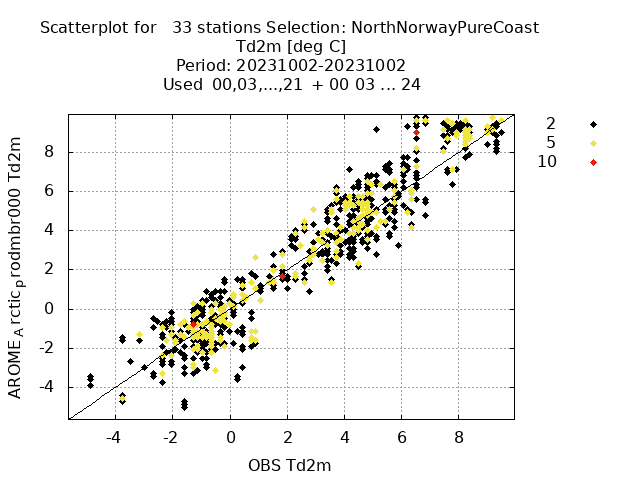 Scatterplot for   33 stations Selection: NorthNorwayPureCoast
Td2m [deg C]
Period: 20231002-20231002
Used  00,03,...,21  + 00 03 ... 24
2
5
10
AROME_Arctic_prodmbr000  Td2m
8
6
4
2
0
-2
-4
-4 -2 0 2 4 6 8
OBS Td2m